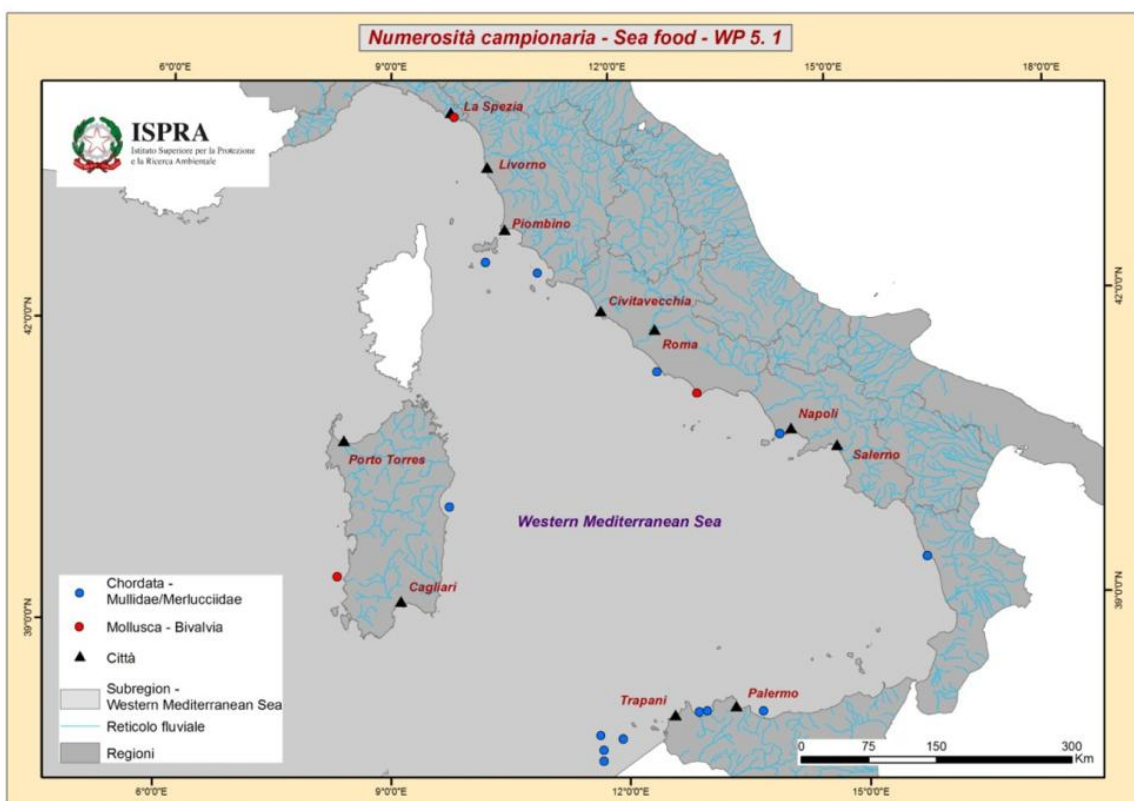 Numerosità campionaria - Sea food - WP 5. 1
6°0'0"E 9°0'0"E 12°0'0"E 15°0'0"E 18°0'0"E
ISPRA
Istituto Superiore per la Protezione
e la Ricerca Ambientale
La Spezia
Livorno
Piombino
Civitavecchia
Roma
42°0'0"N
42°0'0"N
Napoli
Salerno
Porto Torres
Western Mediterranean Sea
Cagliari
39°0'0"N
39°0'0"N
Chordata -
Mullidae/Merlucciidae
Mollusca - Bivalvia
Città
Subregion -
Western Mediterranean Sea
Reticolo fluviale
Regioni
Trapani
Palermo
0 75 150 300
Km
6°0'0"E 9°0'0"E 12°0'0"E 15°0'0"E